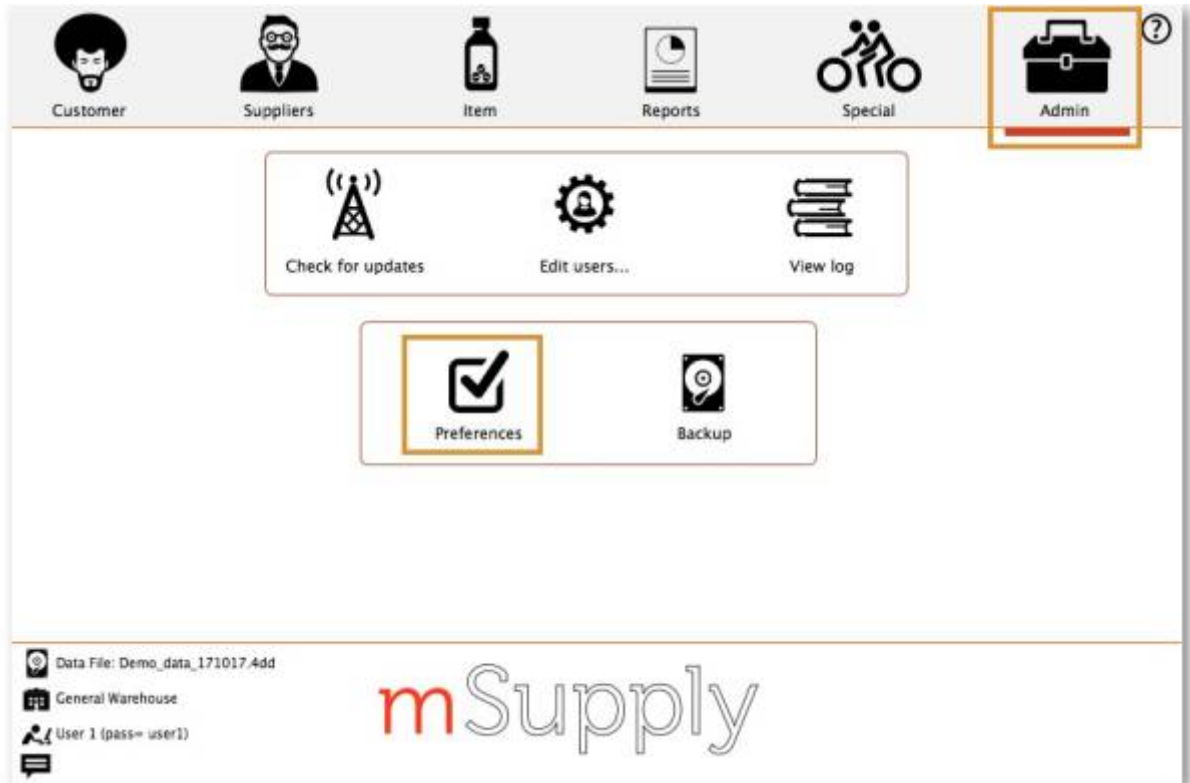 Customer
Suppliers
Item
Reports
Special
Admin
?
Check for updates
Edit users...
View log
Preferences
Backup
Data File: Demo_data_171017.4dd
General Warehouse
User 1 (pass= user1)
mSupply